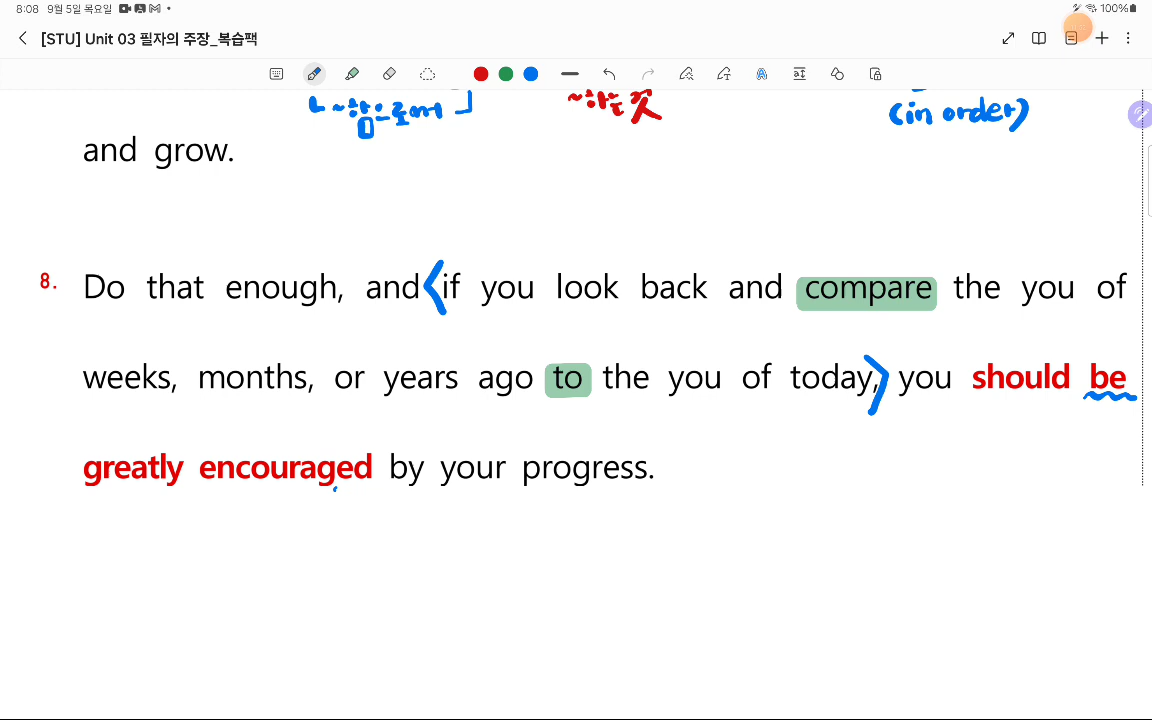 8:08 9월 5일 목요일 100%
[STU] Unit 03 필자의 주장_복습팩
~함으로써 ~하는 것 (in order)
and grow.
8. Do that enough, and if you look back and compare the you of
weeks, months, or years ago to the you of today, you should be
greatly encouraged by your progress.